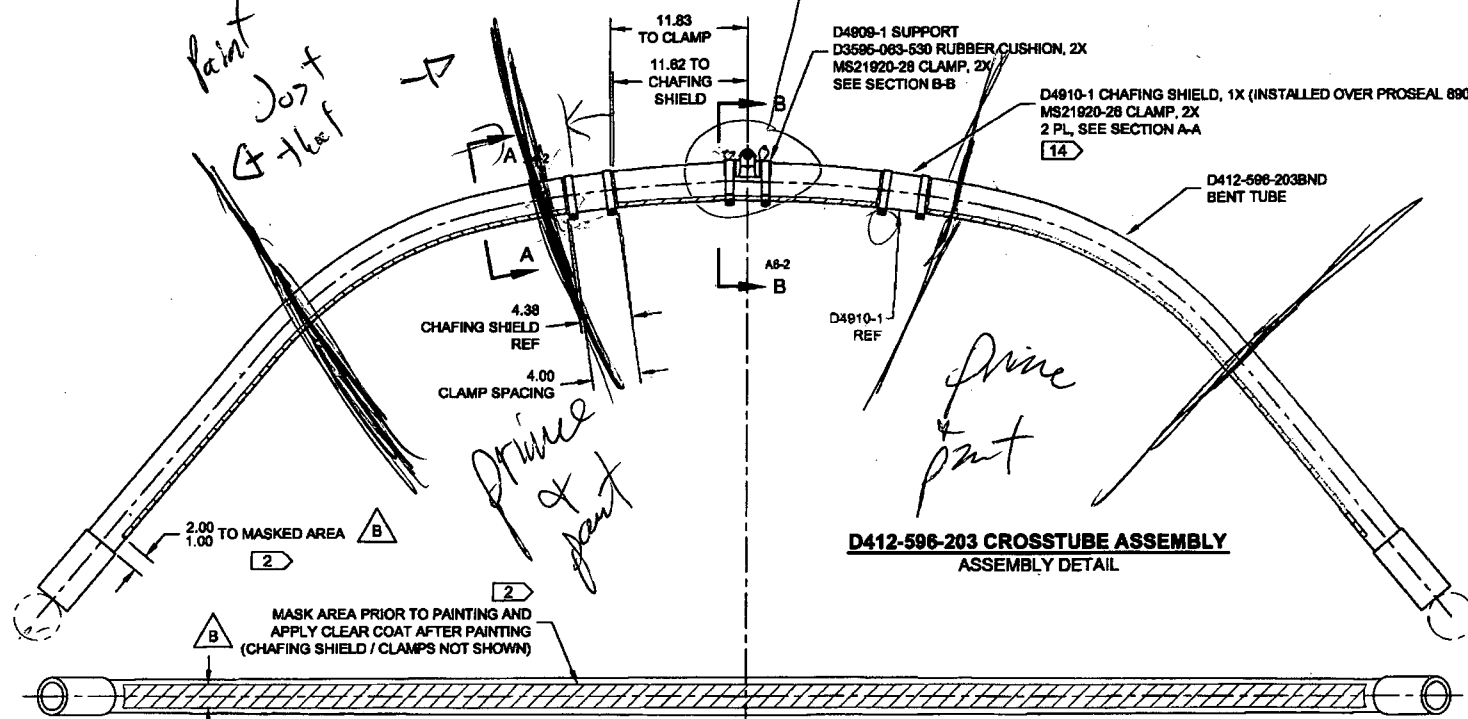 11.83
TO CLAMP
11.62 TO
CHAFING
SHIELD
D4909-1 SUPPORT
D3595-063-530 RUBBER CUSHION, 2X
MS21920-28 CLAMP, 2X
SEE SECTION B-B
D4910-1 CHAFING SHIELD, 1X (INSTALLED OVER PROSEAL 890
MS21920-26 CLAMP, 2X
2 PL, SEE SECTION A-A
14
D412-596-203BND
BENT TUBE
Paint
B
A
A
A6-2
B
4.38
CHAFING SHIELD
REF
4.00
CLAMP SPACING
D4910-1
REF
prime
&
paint
prime
&
paint
2.00
1.00
TO MASKED AREA
B
2
D412-596-203 CROSSTUBE ASSEMBLY
ASSEMBLY DETAIL
2
MASK AREA PRIOR TO PAINTING AND
APPLY CLEAR COAT AFTER PAINTING
(CHAFING SHIELD / CLAMPS NOT SHOWN)
B